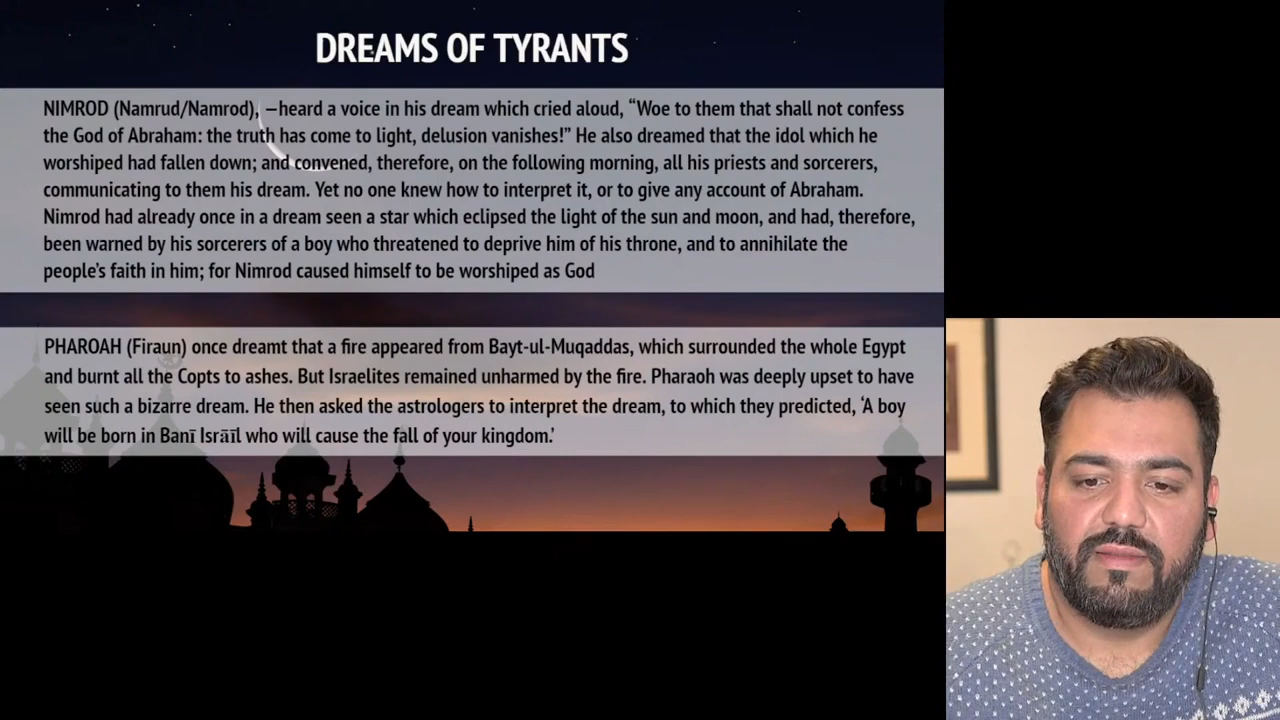 DREAMS OF TYRANTS
NIMROD (Namrud/Namrod), —heard a voice in his dream which cried aloud, “Woe to them that shall not confess
the God of Abraham: the truth has come to light, delusion vanishes!” He also dreamed that the idol which he
worshiped had fallen down; and convened, therefore, on the following morning, all his priests and sorcerers,
communicating to them his dream. Yet no one knew how to interpret it, or to give any account of Abraham.
Nimrod had already once in a dream seen a star which eclipsed the light of the sun and moon, and had, therefore,
been warned by his sorcerers of a boy who threatened to deprive him of his throne, and to annihilate the
people’s faith in him; for Nimrod caused himself to be worshiped as God
PHAROAH (Firaun) once dreamt that a fire appeared from Bayt-ul-Muqaddas, which surrounded the whole Egypt
and burnt all the Copts to ashes. But Israelites remained unharmed by the fire. Pharaoh was deeply upset to have
seen such a bizarre dream. He then asked the astrologers to interpret the dream, to which they predicted, ‘A boy
will be born in Banī Isrāīl who will cause the fall of your kingdom.’